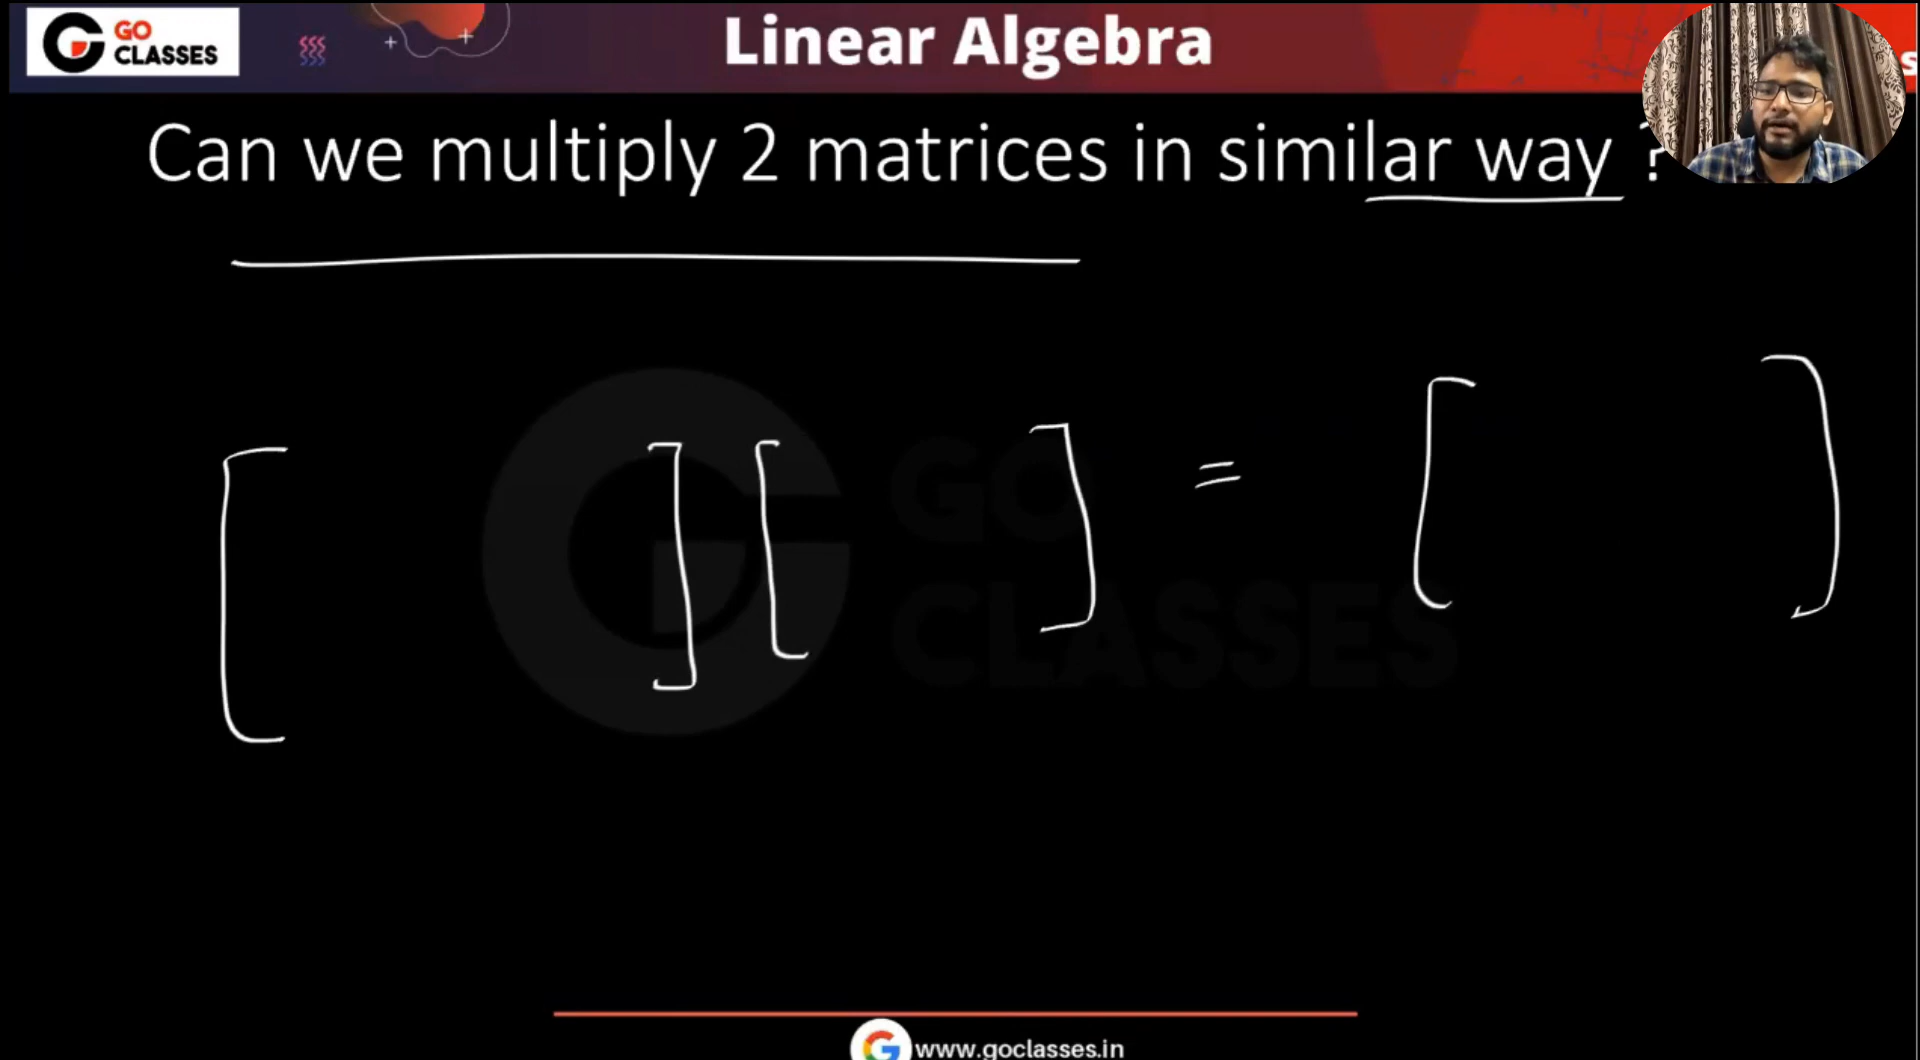 GO
CLASSES
Linear Algebra
s
Can we multiply 2 matrices in similar way ?
[ ] [ ] = [ ]
GO
CLASSES
www.goclasses.in